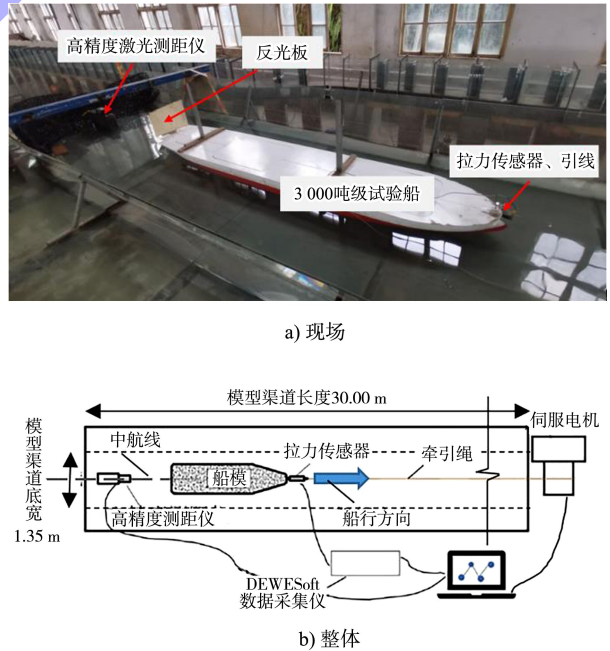 高精度激光测距仪
反光板
拉力传感器、引线
3 000吨级试验船
a) 现场
模型渠道长度30.00 m
伺服电机
模型渠道底宽
1.35 m
中航线
拉力传感器
牵引绳
船模
高精度测距仪
船行方向
DEWESoft
数据采集仪
b) 整体